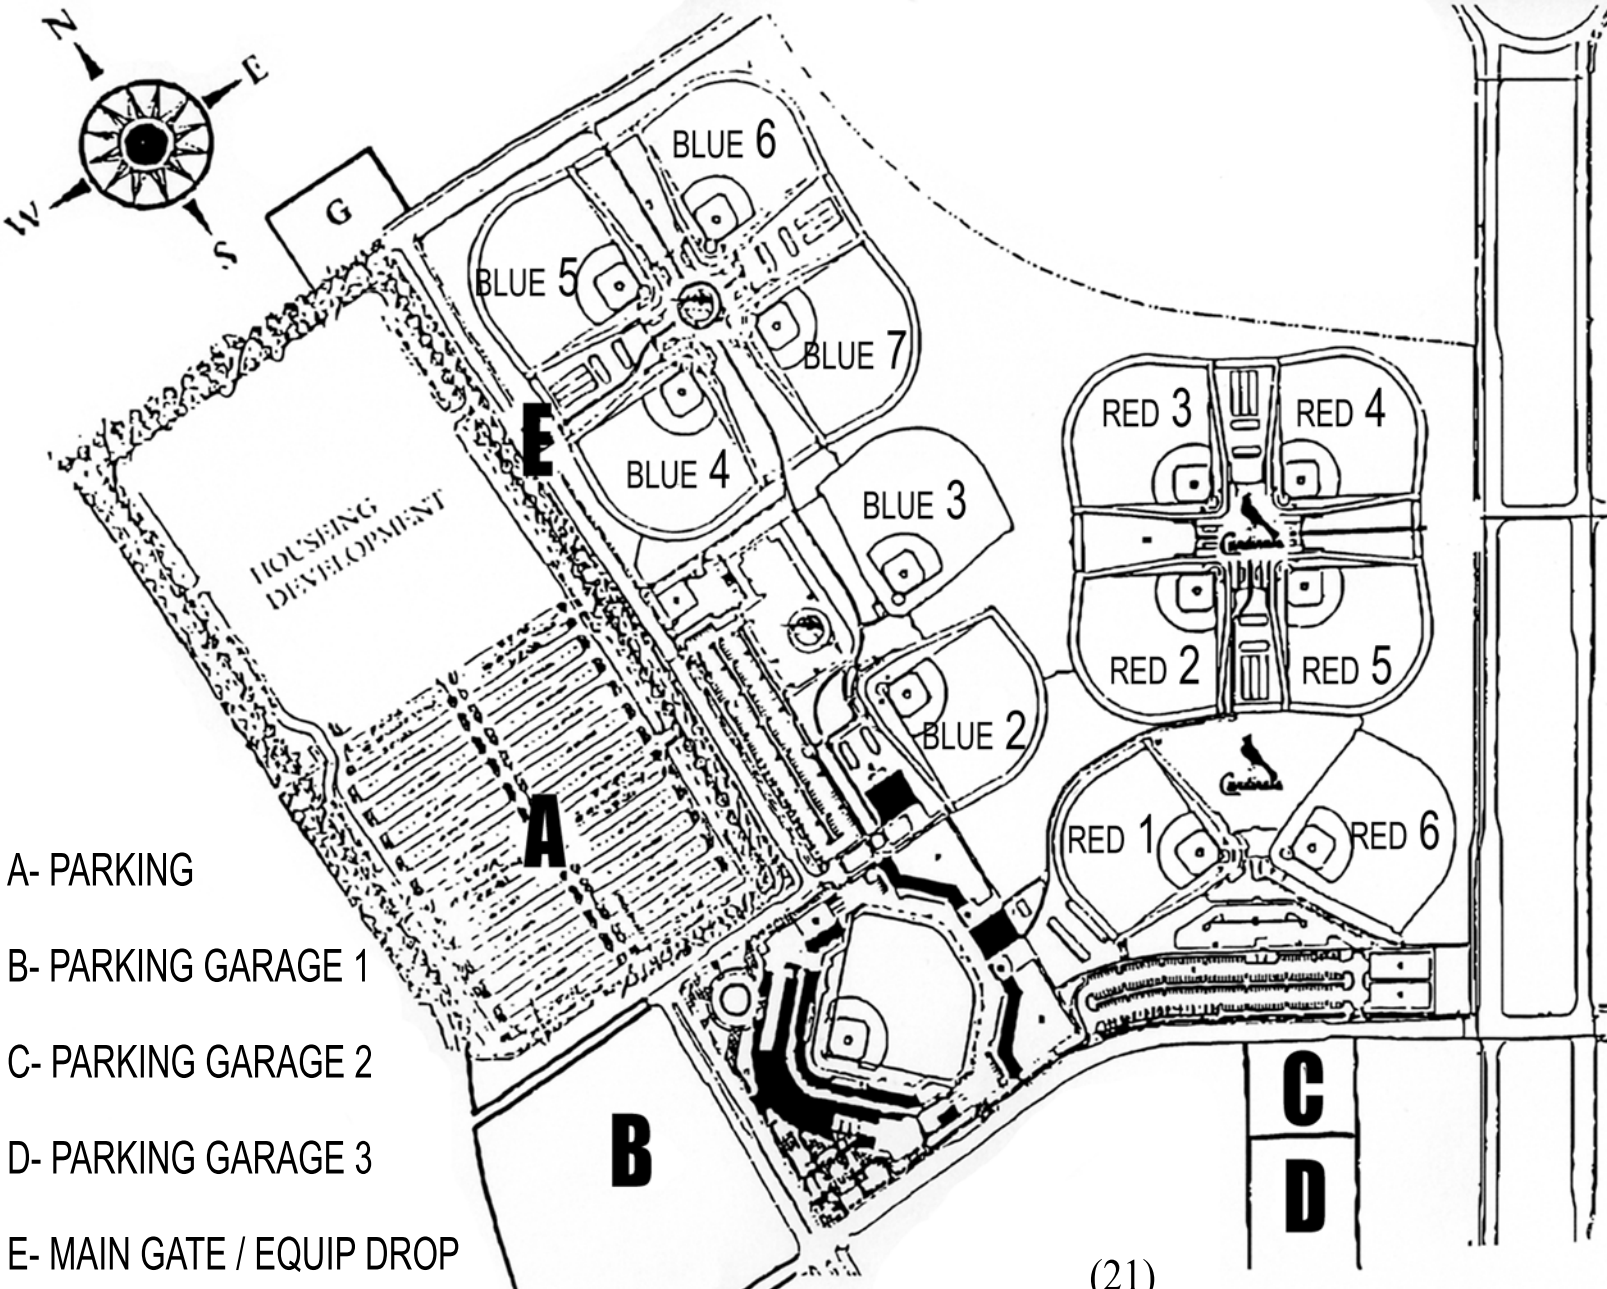 N
E
W
S
G
BLUE 6
BLUE 5
BLUE 7
BLUE 4
BLUE 3
BLUE 2
E
HOUSEING
DEVELOPMENT
RED 3
RED 4
Cardinals
RED 2
RED 5
Cardinals
RED 1
RED 6
A
B
C
D
A- PARKING
B- PARKING GARAGE 1
C- PARKING GARAGE 2
D- PARKING GARAGE 3
E- MAIN GATE / EQUIP DROP
(21)